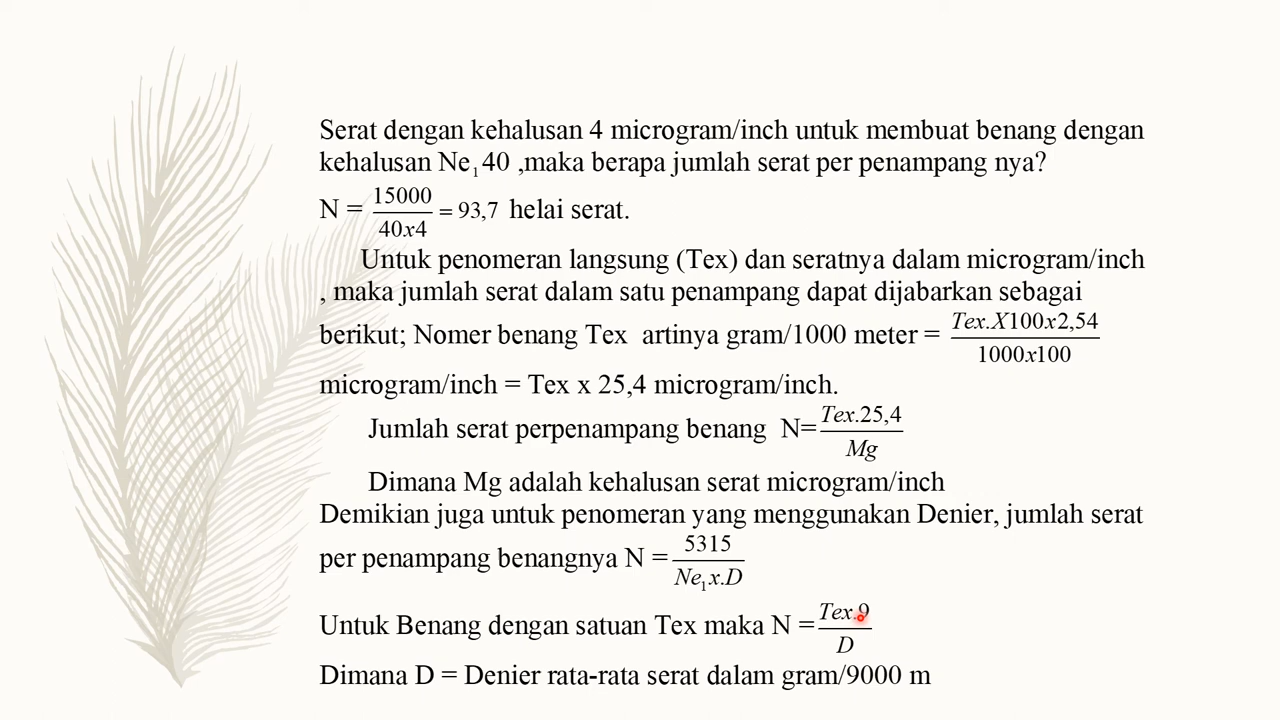 Serat dengan kehalusan 4 microgram/inch untuk membuat benang dengan
kehalusan Ne₁ 40 ,maka berapa jumlah serat per penampang nya?
N = 15000/40x4 = 93,7 helai serat.
Untuk penomeran langsung (Tex) dan seratnya dalam microgram/inch
, maka jumlah serat dalam satu penampang dapat dijabarkan sebagai
berikut; Nomer benang Tex artinya gram/1000 meter = Tex.X100x2,54/1000x100
microgram/inch = Tex x 25,4 microgram/inch.
Jumlah serat perpenampang benang N= Tex.25,4/Mg
Dimana Mg adalah kehalusan serat microgram/inch
Demikian juga untuk penomeran yang menggunakan Denier, jumlah serat
per penampang benangnya N = 5315/Ne₁x.D
Untuk Benang dengan satuan Tex maka N = Tex.9/D
Dimana D = Denier rata-rata serat dalam gram/9000 m